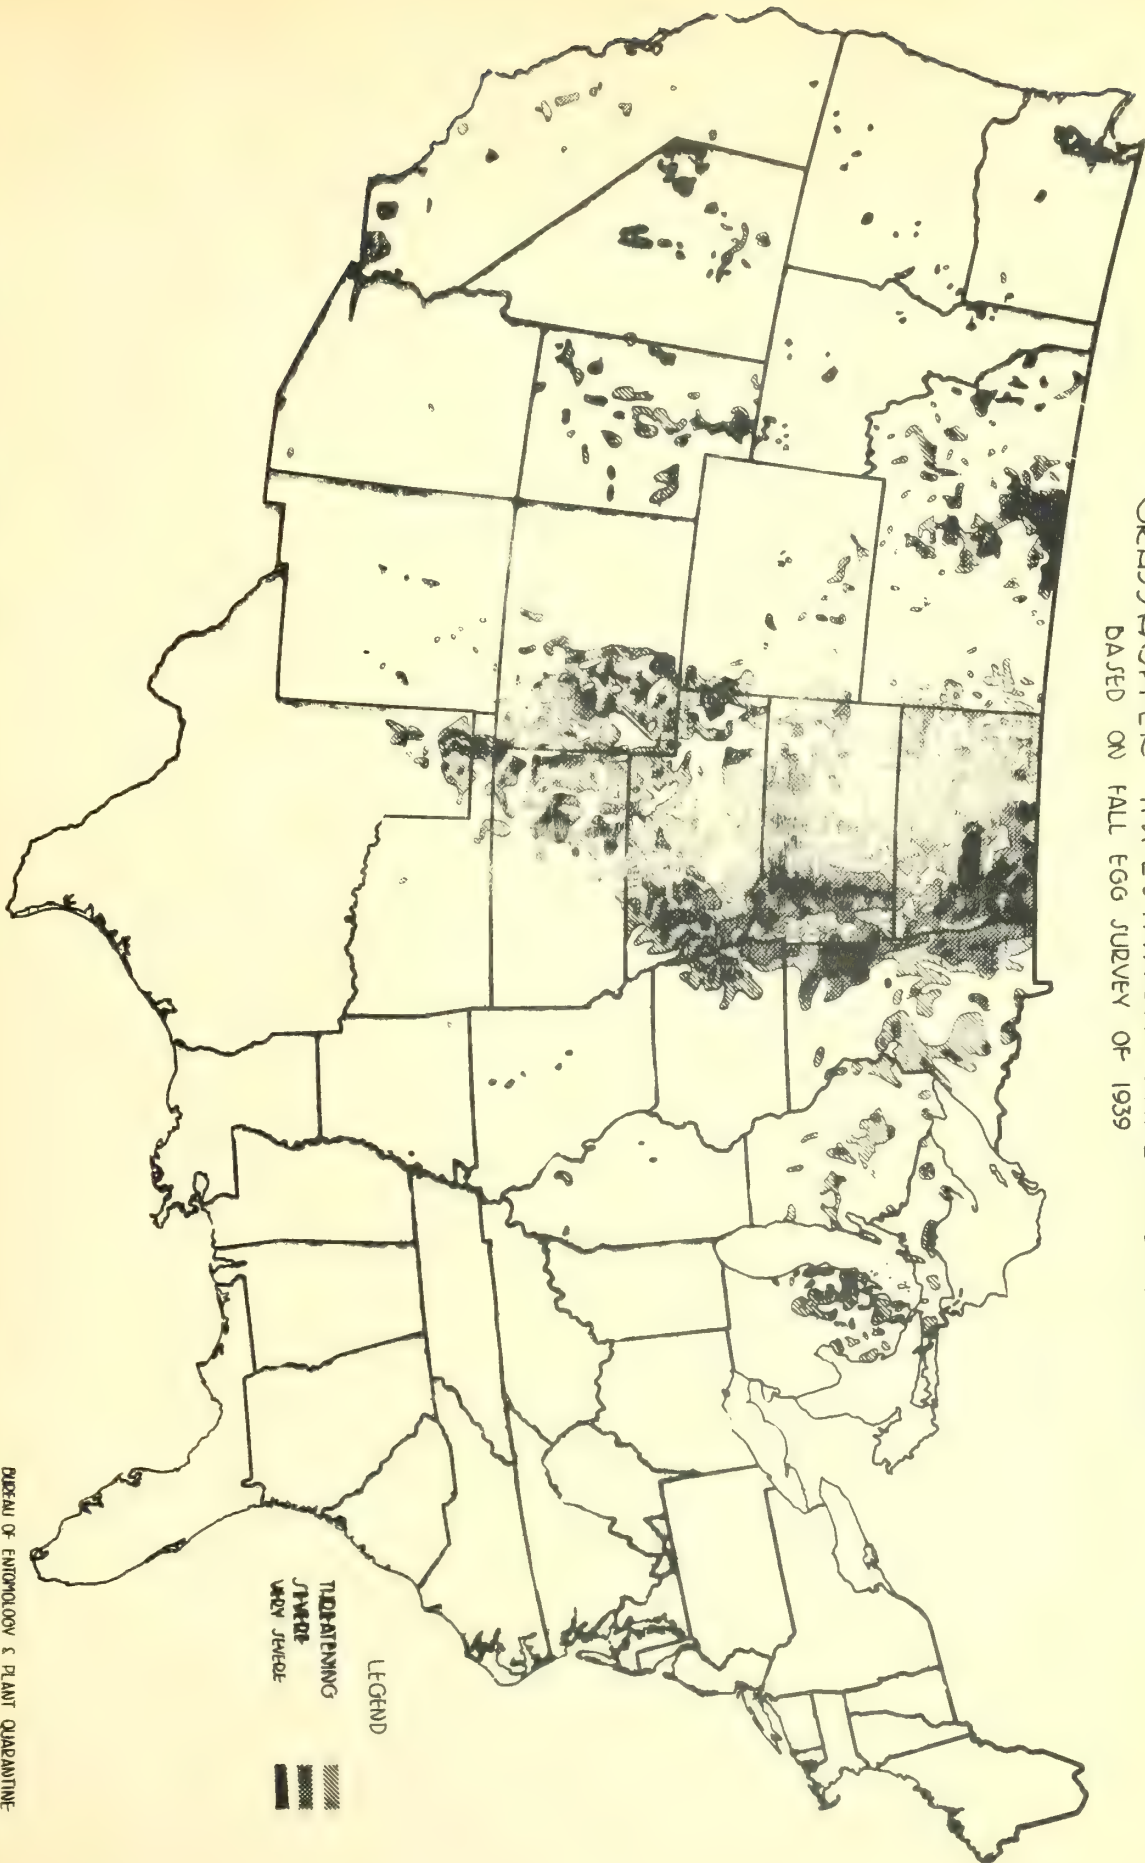 BASED ON FALL EGG SURVEY OF 1939
LEGEND
THREATENING
SEVERE
VERY SEVERE
BUREAU OF ENTOMOLOGY & PLANT QUARANTINE